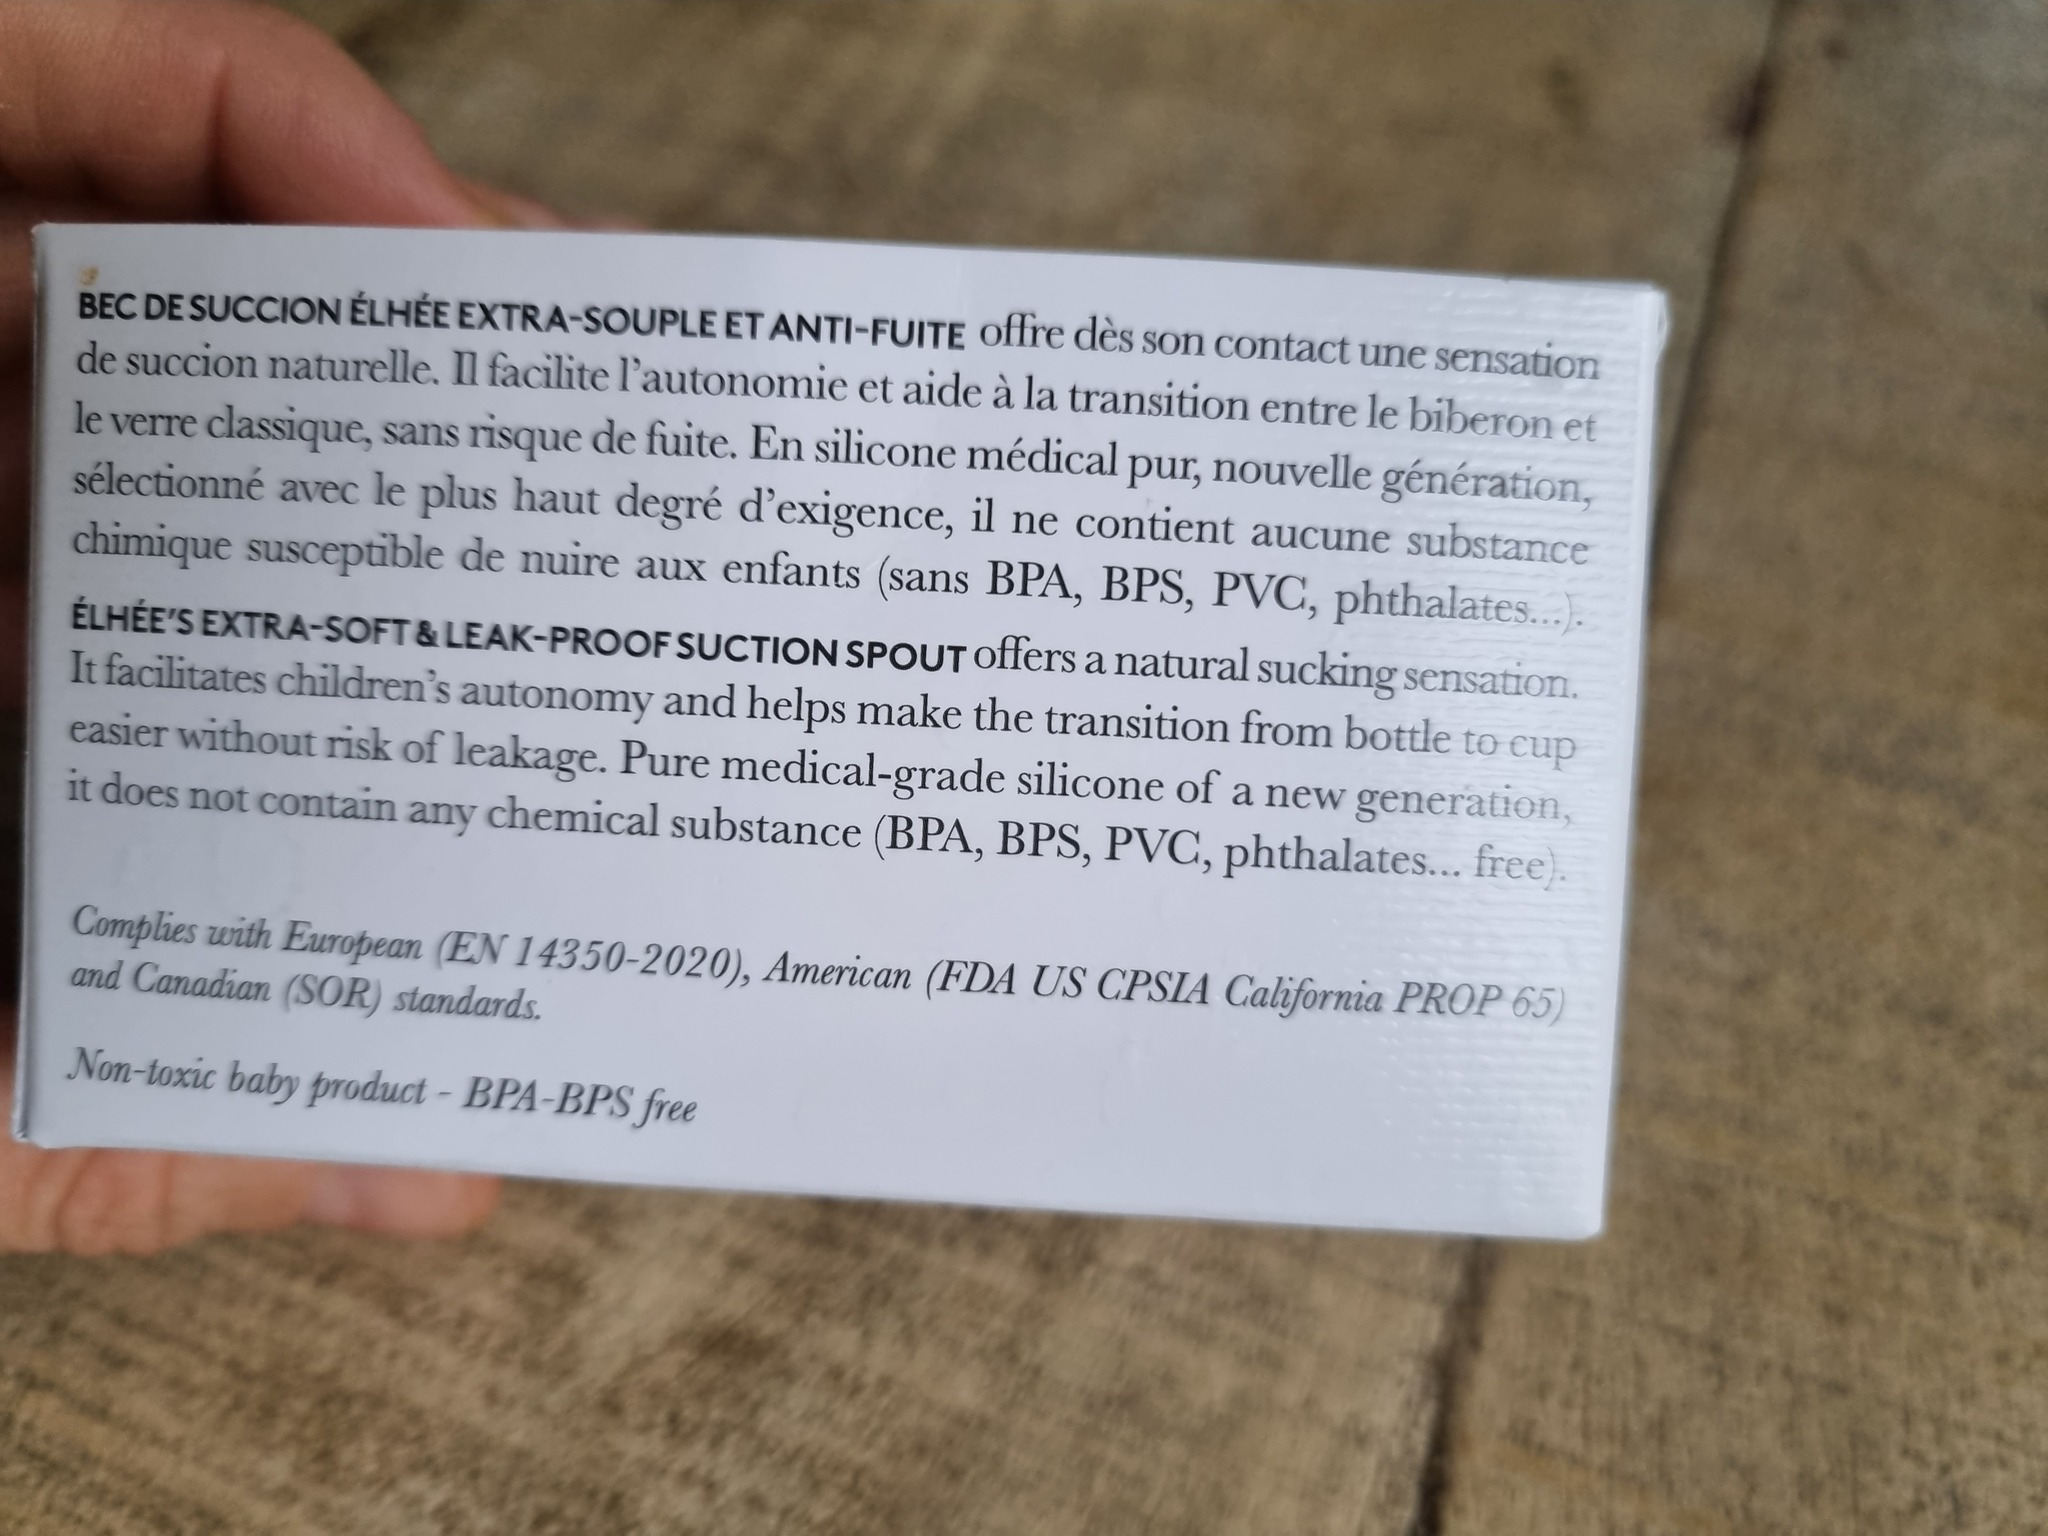 BEC DE SUCCION ÉLHÉE EXTRA-SOUPLE ET ANTI-FUITE offre dès son contact une sensation
de succion naturelle. Il facilite l'autonomie et aide à la transition entre le biberon et
le verre classique, sans risque de fuite. En silicone médical pur, nouvelle génération,
sélectionné avec le plus haut degré d'exigence, il ne contient aucune substance
chimique susceptible de nuire aux enfants (sans BPA, BPS, PVC, phthalates...).
ÉLHÉE'S EXTRA-SOFT & LEAK-PROOF SUCTION SPOUT offers a natural sucking sensation.
It facilitates children's autonomy and helps make the transition from bottle to cup
easier without risk of leakage. Pure medical-grade silicone of a new generation,
it does not contain any chemical substance (BPA, BPS, PVC, phthalates... free).
Complies with European (EN 14350-2020), American (FDA US CPSIA California PROP 65)
and Canadian (SOR) standards.
Non-toxic baby product - BPA-BPS free